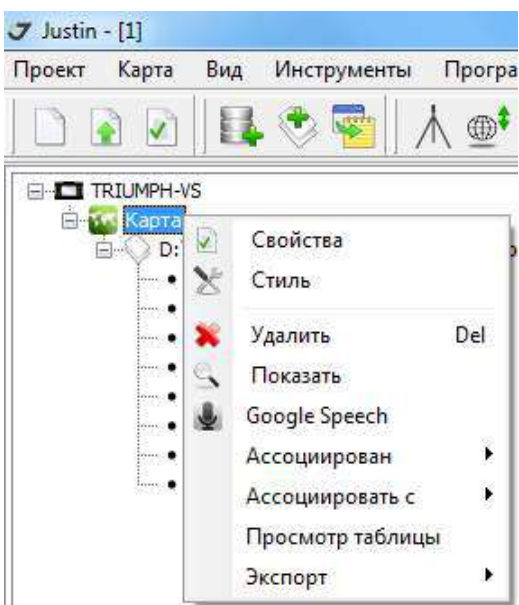 Justin - [1]
Проект Карта Вид Инструменты Програ
TRIUMPH-VS
Карта
D:
Свойства
Стиль
Удалить Del
Показать
Google Speech
Ассоциирован
Ассоциировать с
Просмотр таблицы
Экспорт